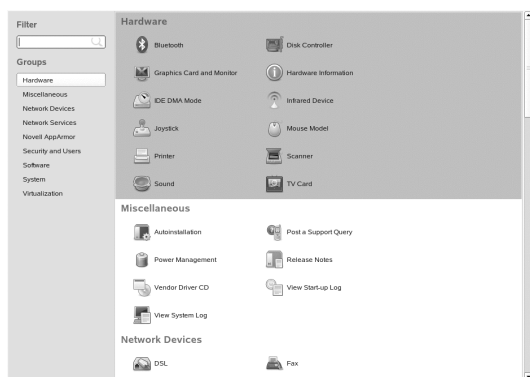 Filter
Groups
Hardware
Miscellaneous
Network Devices
Network Services
Novell AppArmor
Security and Users
Software
System
Virtualization
Hardware
Bluetooth
Disk Controller
Graphics Card and Monitor
Hardware Information
IDE DMA Mode
Infrared Device
Joystick
Mouse Model
Printer
Scanner
Sound
TV Card
Miscellaneous
Autoinstallation
Post a Support Query
Power Management
Release Notes
Vendor Driver CD
View Start-up Log
View System Log
Network Devices
DSL
Fax